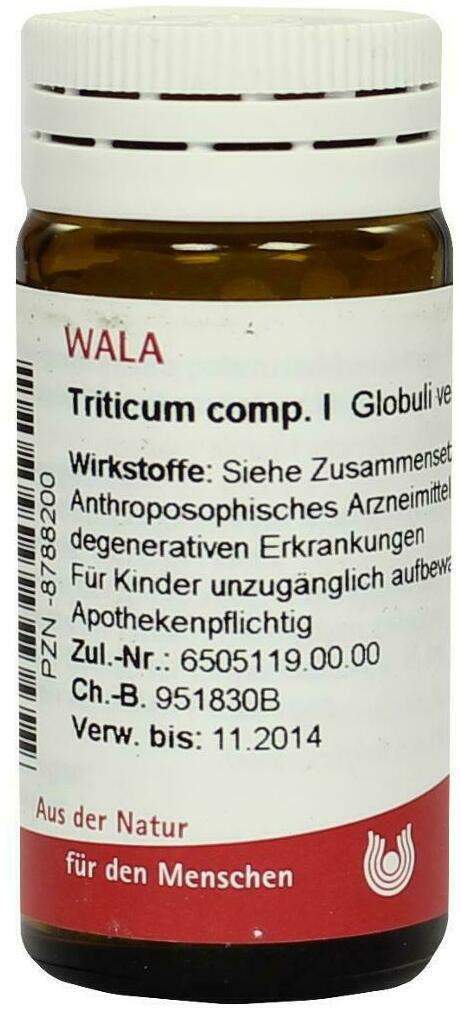 WALA
Triticum comp. I Globuli ve
Wirkstoffe: Siehe Zusammenset
Anthroposophisches Arzneimittel
degenerativen Erkrankungen
Für Kinder unzugänglich aufbewa
Apothekenpflichtig
Zul.-Nr.: 6505119.00.00
Ch.-B. 951830B
Verw. bis: 11.2014
PZN -8788200
Aus der Natur
für den Menschen